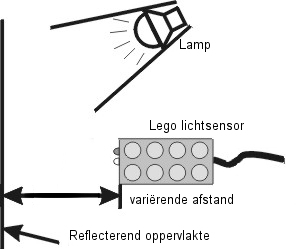 Lamp
Lego lichtsensor
variërende afstand
Reflecterend oppervlakte